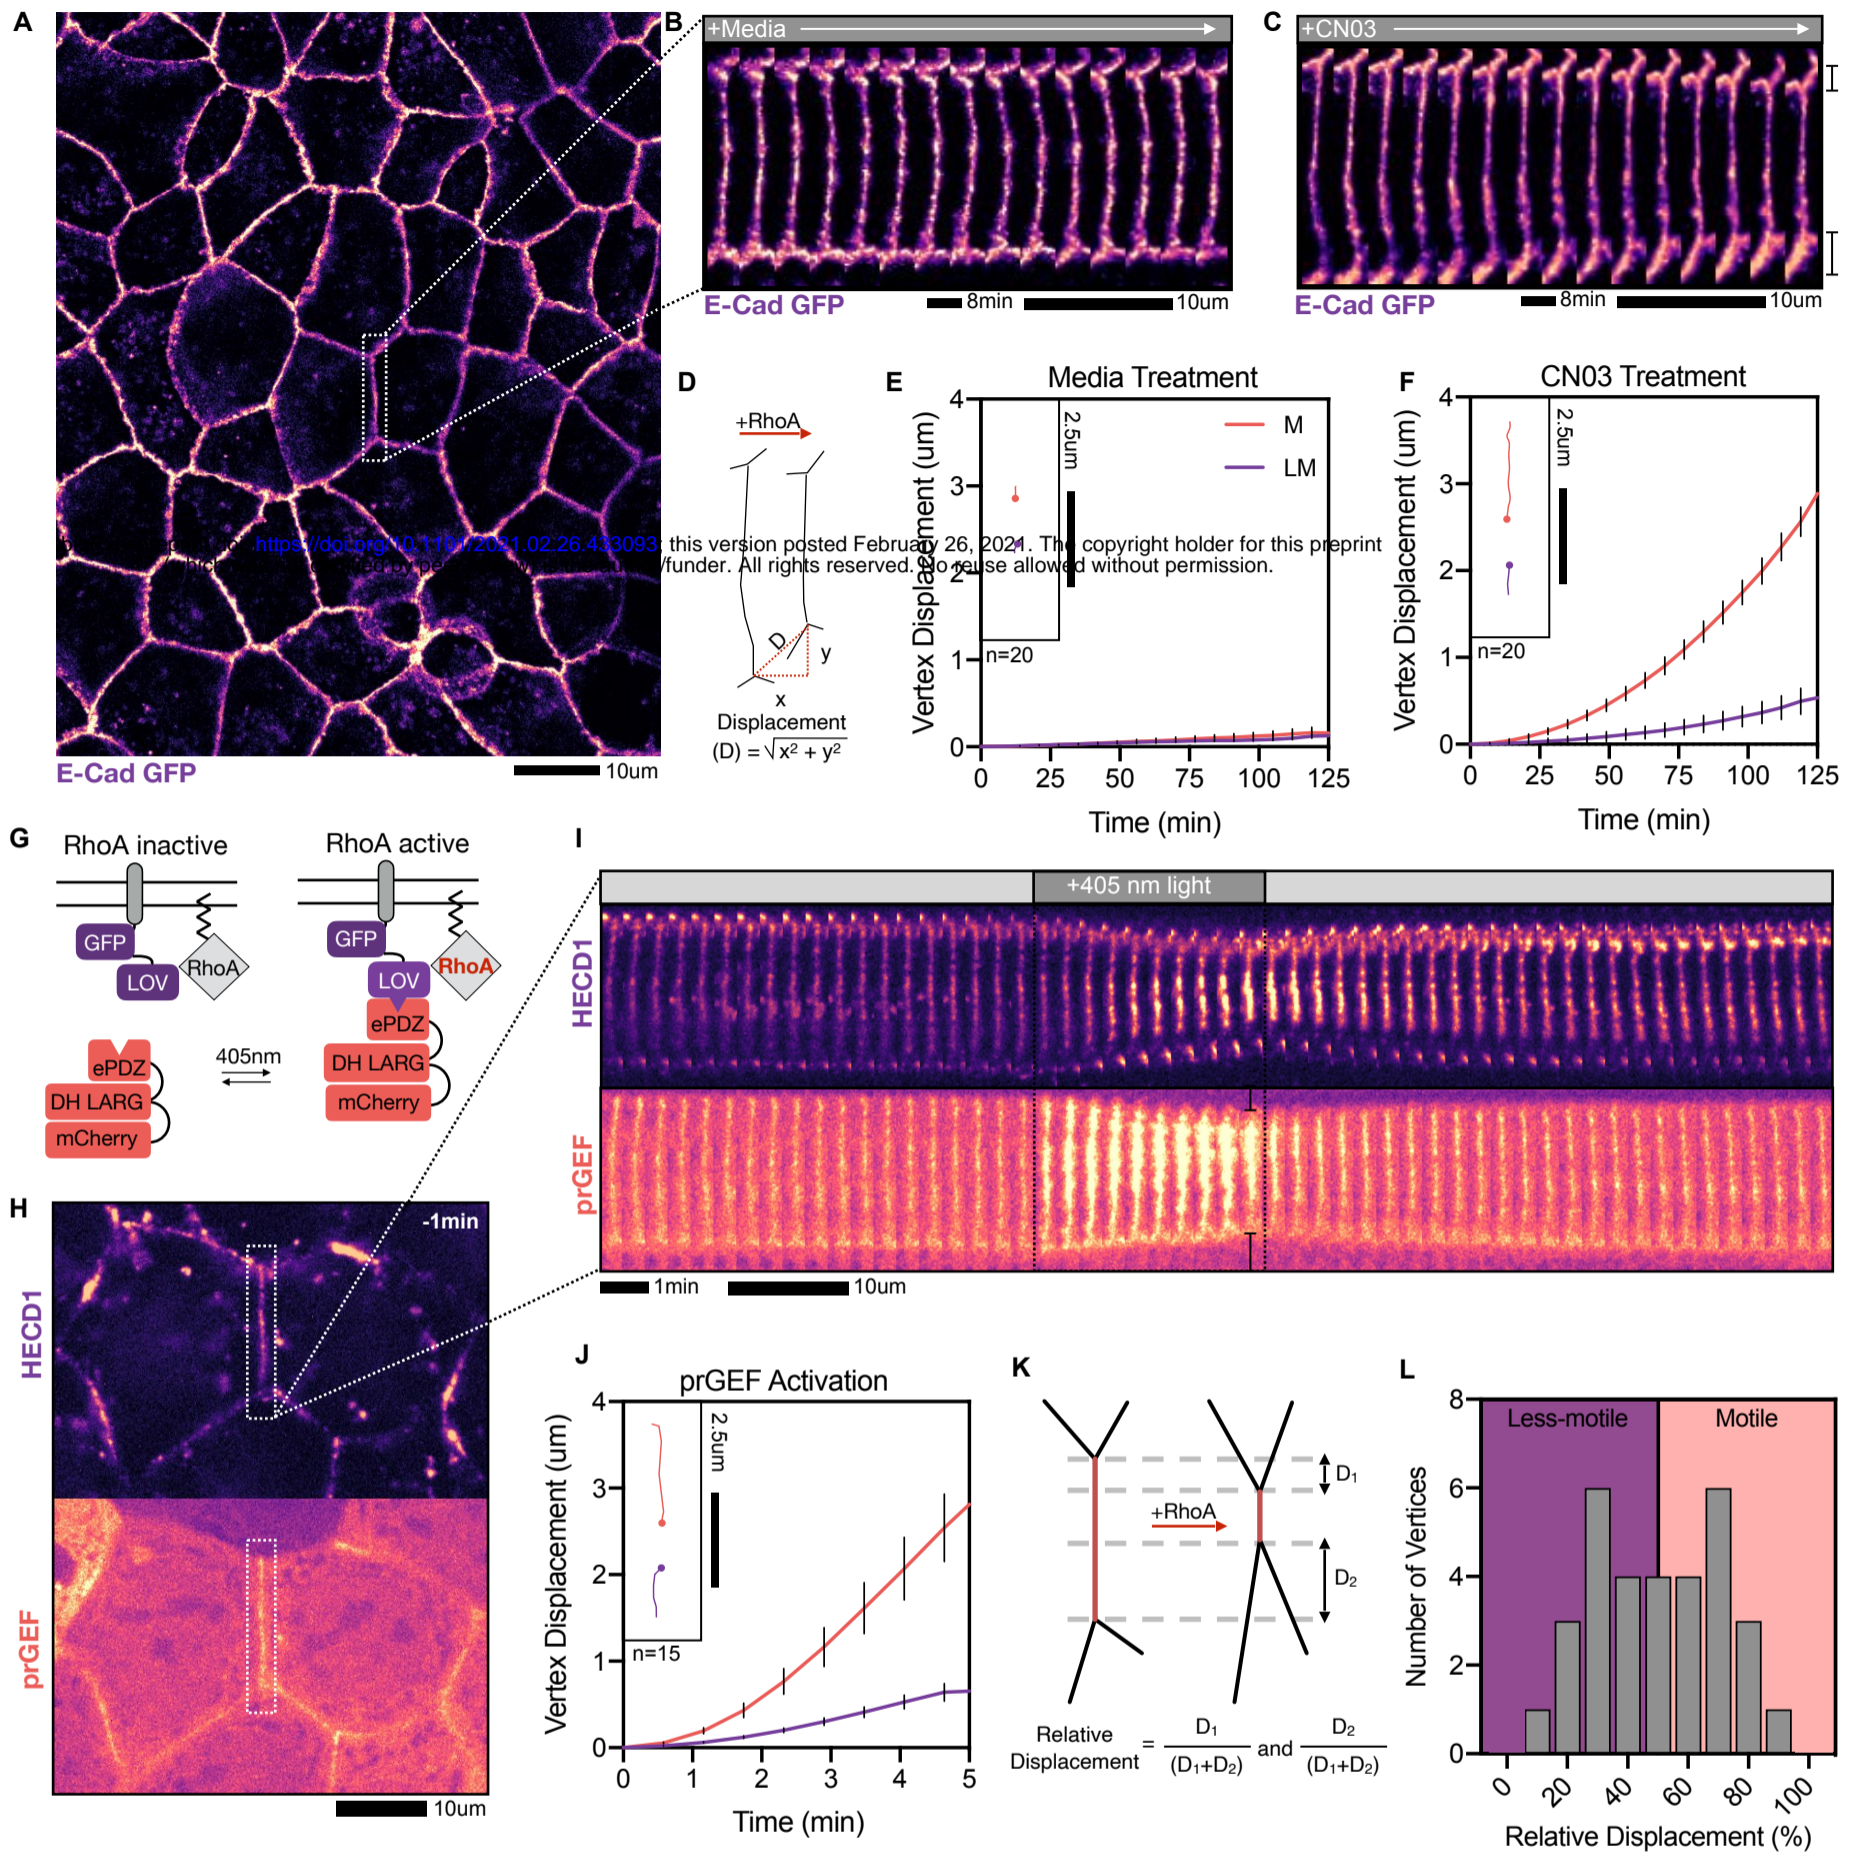 A
B
+Media
C
+CN03
E-Cad GFP
8min
10um
E-Cad GFP
8min
10um
E-Cad GFP
10um
https://doi.org/10.1101/2021.02.26.433093; this version posted February 26, 2021. The copyright holder for this preprint
/funder. All rights reserved. No reuse allowed without permission.
D
+RhoA
D
y
x
Displacement
(D) = √x² + y²
E
Media Treatment
Vertex Displacement (um)
4
3
2
1
0
2.5um
M
LM
n=20
0 25 50 75 100 125
Time (min)
F
CN03 Treatment
Vertex Displacement (um)
4
3
2
1
0
2.5um
n=20
0 25 50 75 100 125
Time (min)
G
RhoA inactive
RhoA active
GFP
LOV
RhoA
ePDZ
DH LARG
mCherry
405nm
GFP
LOV
RhoA
ePDZ
DH LARG
mCherry
H
-1min
HECD1
prGEF
10um
I
+405 nm light
HECD1
prGEF
1min
10um
J
prGEF Activation
Vertex Displacement (um)
4
3
2
1
0
2.5um
n=15
0 1 2 3 4 5
Time (min)
K
+RhoA
D₁
D₂
Relative Displacement = D₁ / (D₁+D₂) and D₂ / (D₁+D₂)
L
Less-motile
Motile
Number of Vertices
8
6
4
2
0
0 20 40 60 80 100
Relative Displacement (%)